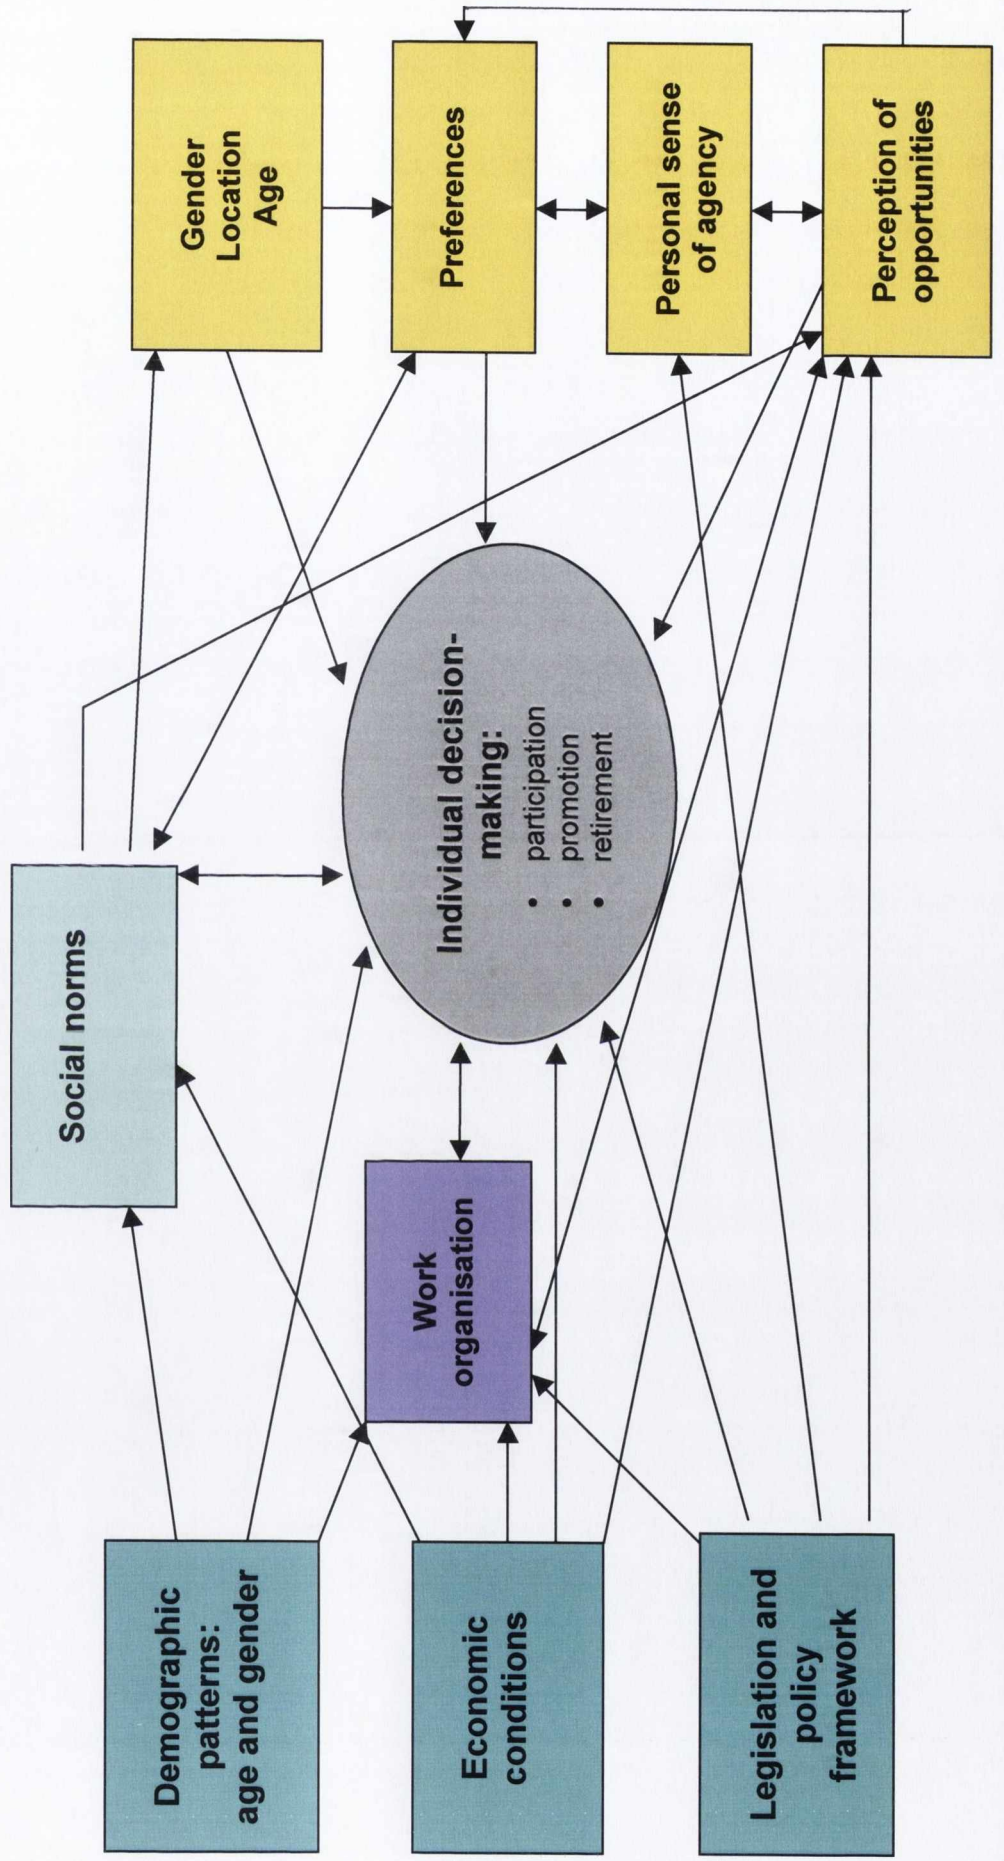 Social norms
Demographic
patterns:
age and gender
Economic
conditions
Legislation and
policy
framework
Work
organisation
Individual decision-
making:
• participation
• promotion
• retirement
Gender
Location
Age
Preferences
Personal sense
of agency
Perception of
opportunities